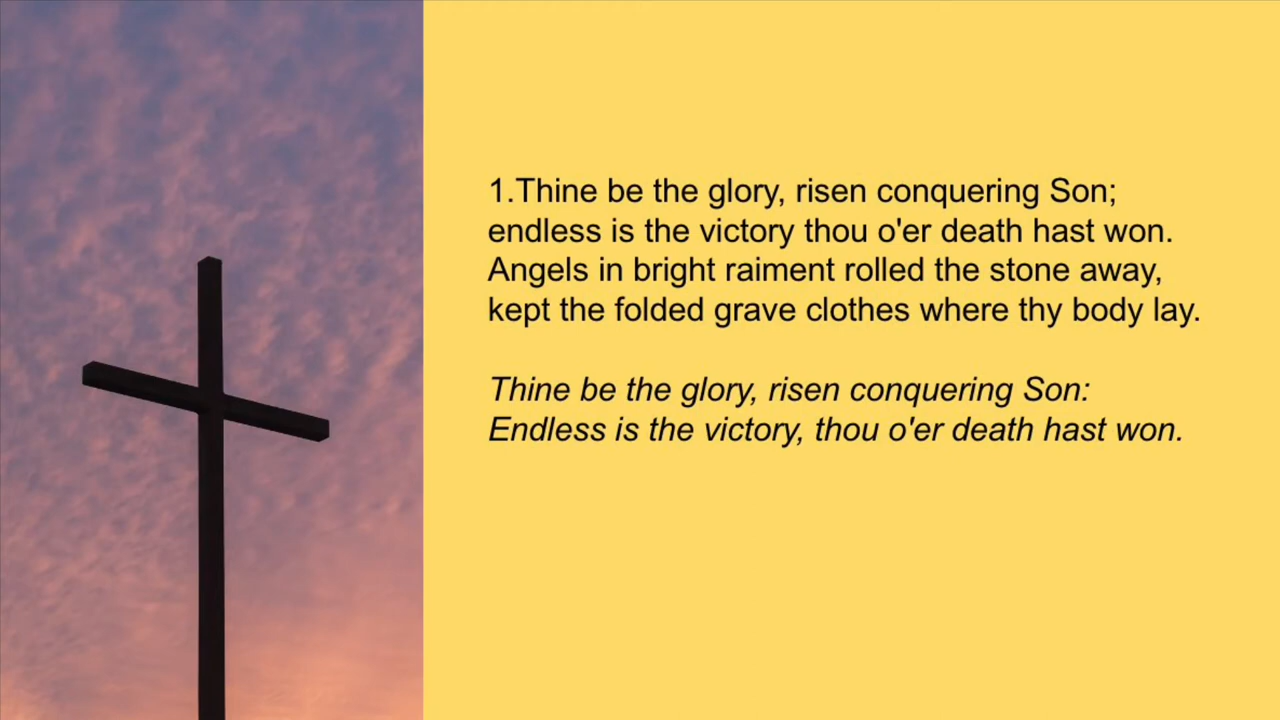 1.Thine be the glory, risen conquering Son;
endless is the victory thou o'er death hast won.
Angels in bright raiment rolled the stone away,
kept the folded grave clothes where thy body lay.
Thine be the glory, risen conquering Son:
Endless is the victory, thou o'er death hast won.